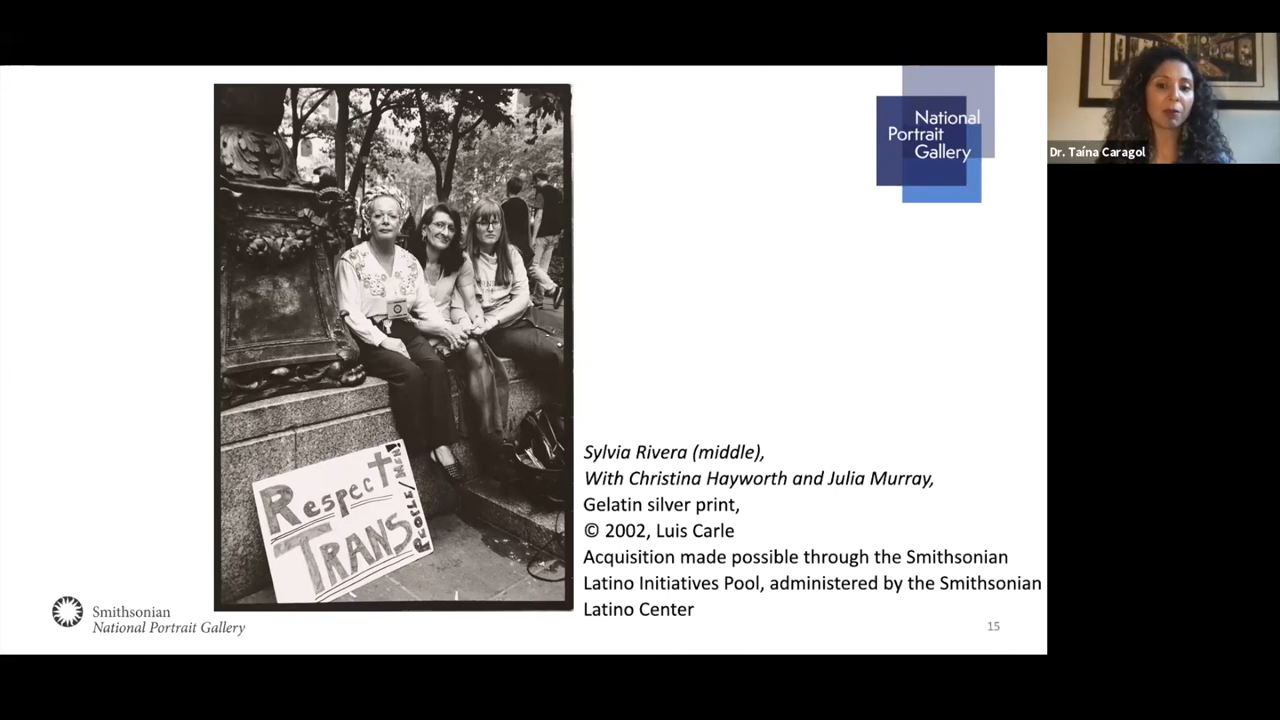 National
Portrait
Gallery
Dr. Taína Caragol
Respect
TRANS
PEOPLE/MEN!
Sylvia Rivera (middle),
With Christina Hayworth and Julia Murray,
Gelatin silver print,
© 2002, Luis Carle
Acquisition made possible through the Smithsonian
Latino Initiatives Pool, administered by the Smithsonian
Latino Center
Smithsonian
National Portrait Gallery
15